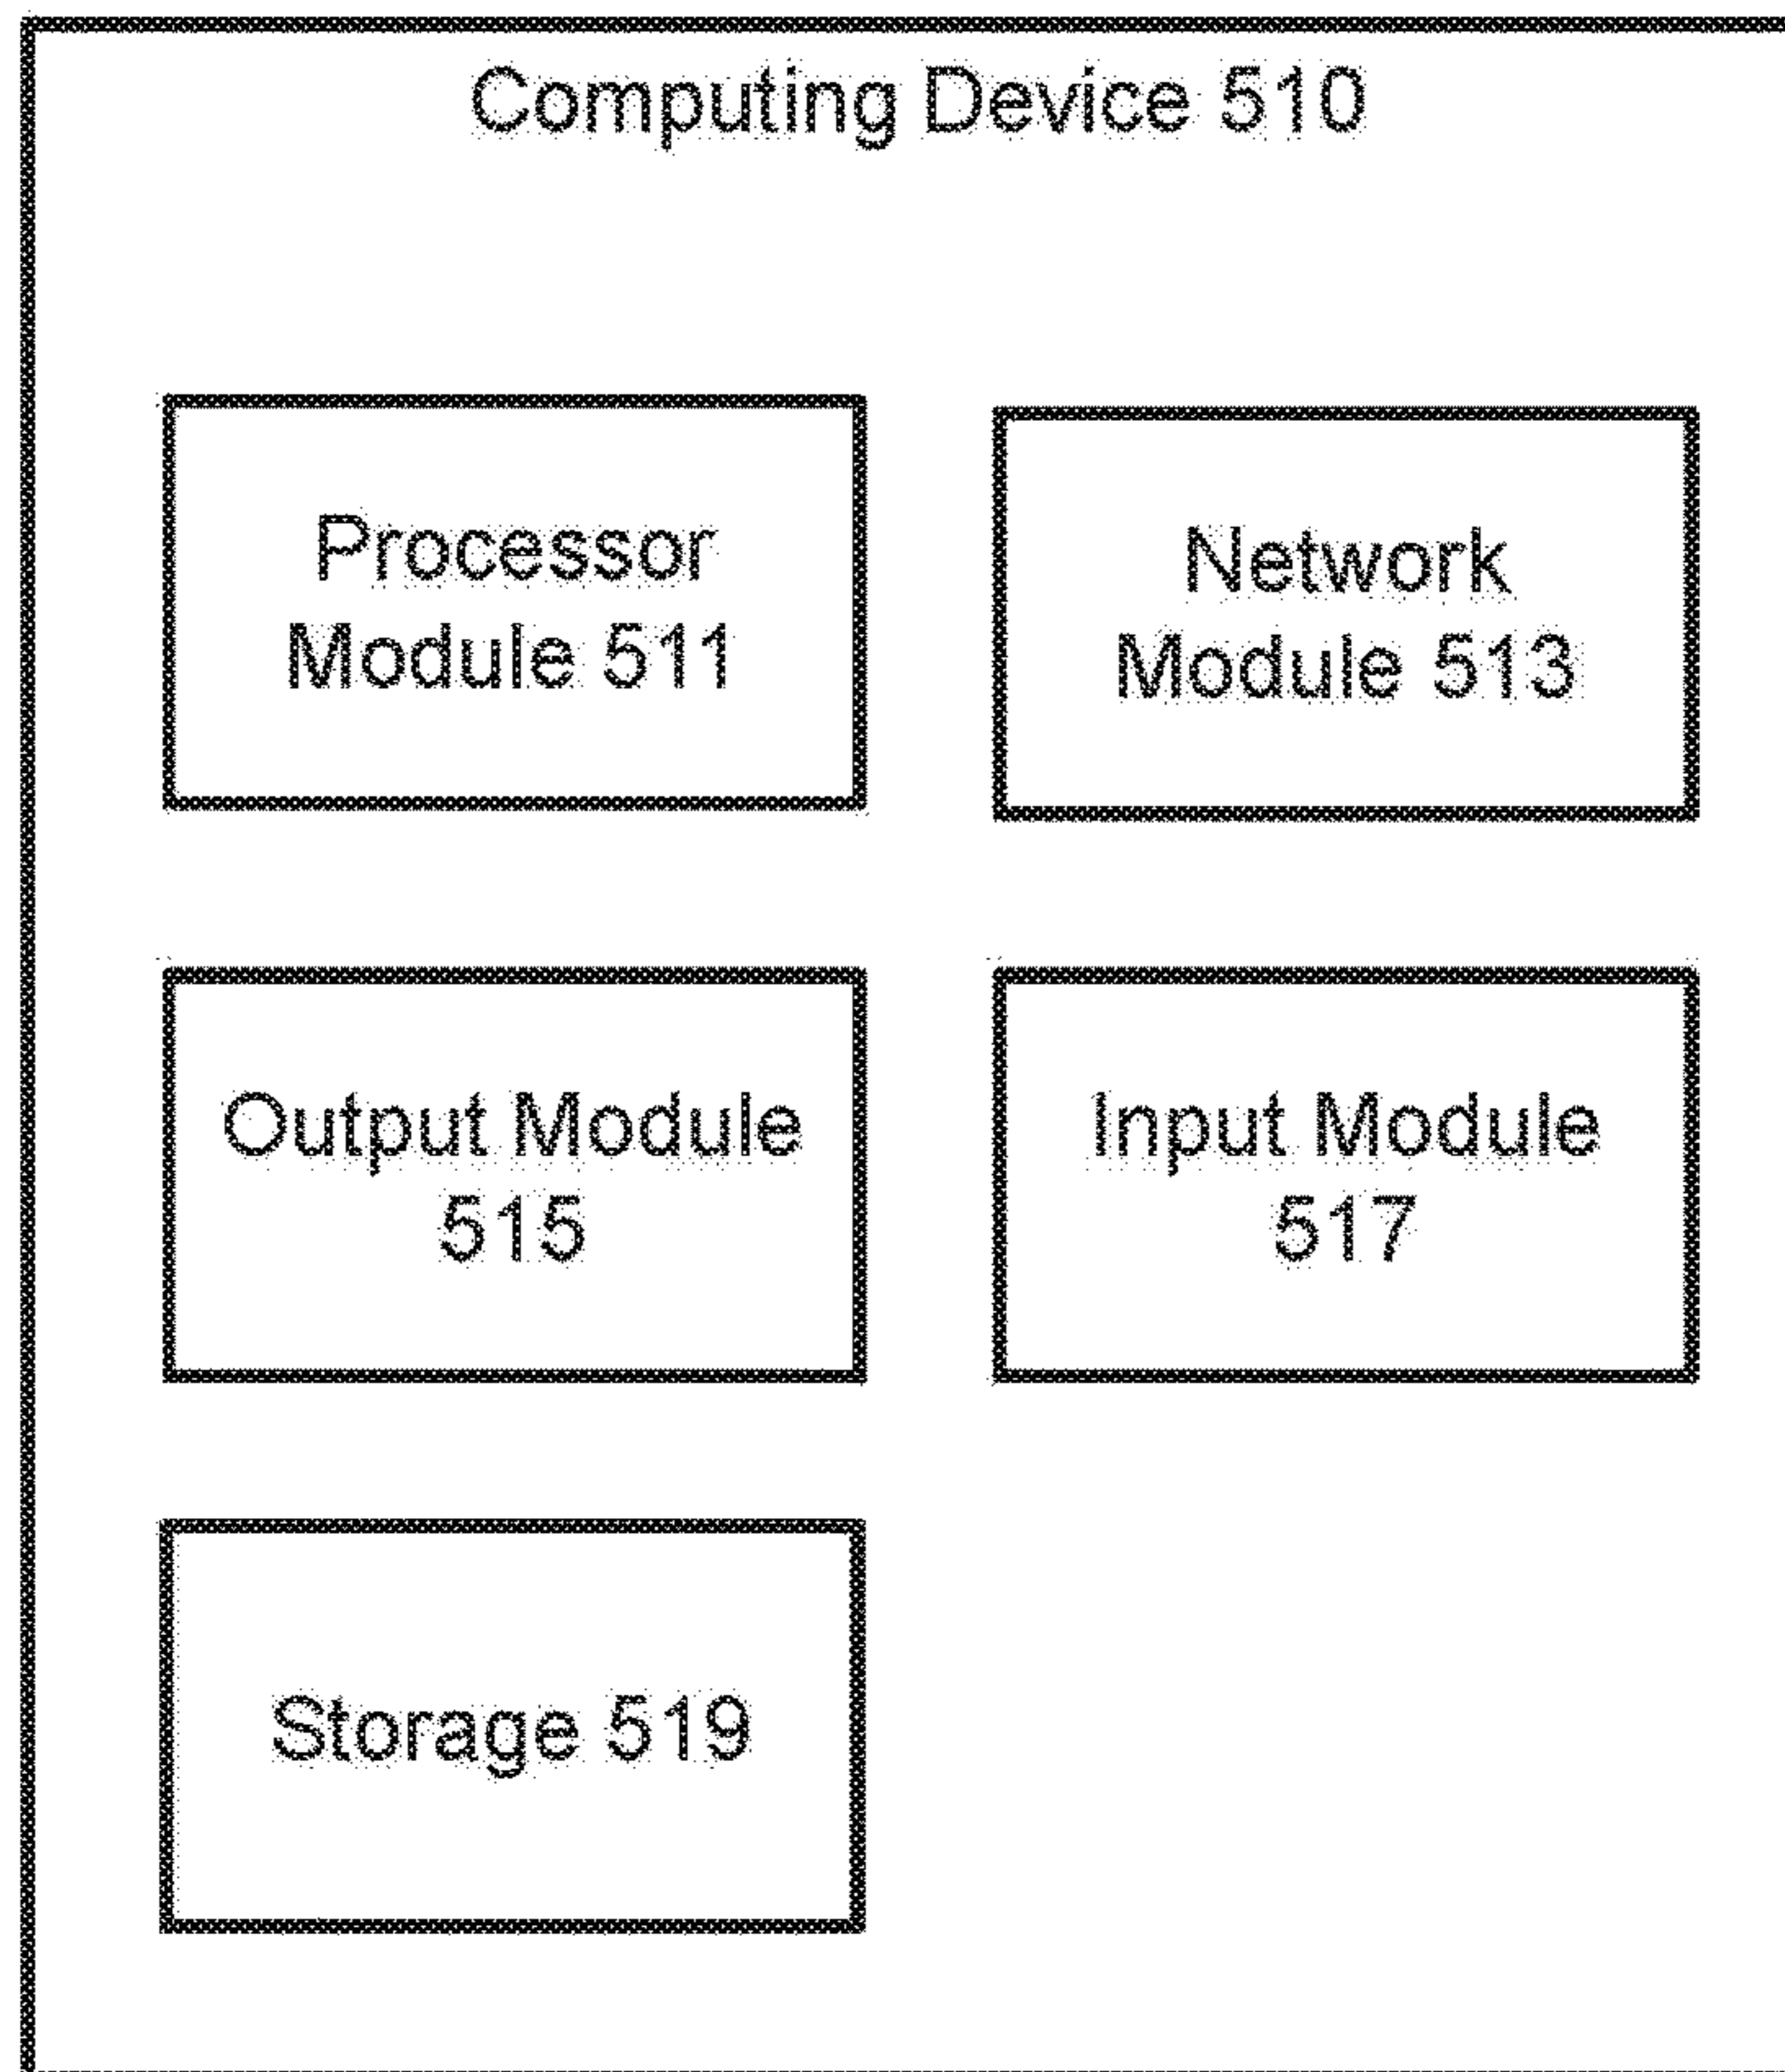 Computing Device 510
Processor
Module 511
Network
Module 513
Output Module
515
Input Module
517
Storage 519